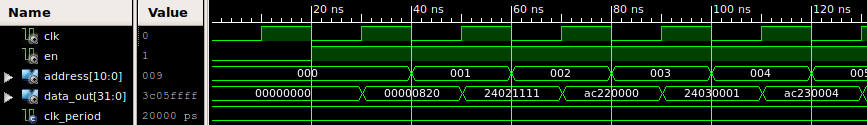 Name Value 20 ns 40 ns 60 ns 80 ns 100 ns 120 ns
clk 0
en 1
address[10:0] 009 000 001 002 003 004 005
data_out[31:0] 3c05ffff 00000000 00000820 24021111 ac220000 24030001 ac230004
clk_period 20000 ps